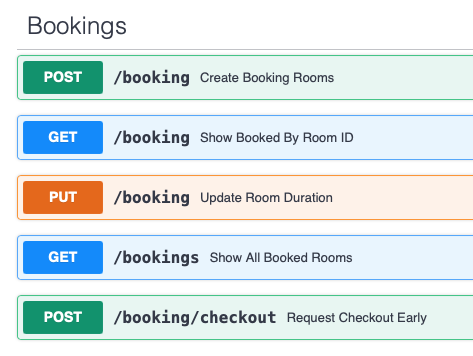 Bookings
POST /booking Create Booking Rooms
GET /booking Show Booked By Room ID
PUT /booking Update Room Duration
GET /bookings Show All Booked Rooms
POST /booking/checkout Request Checkout Early